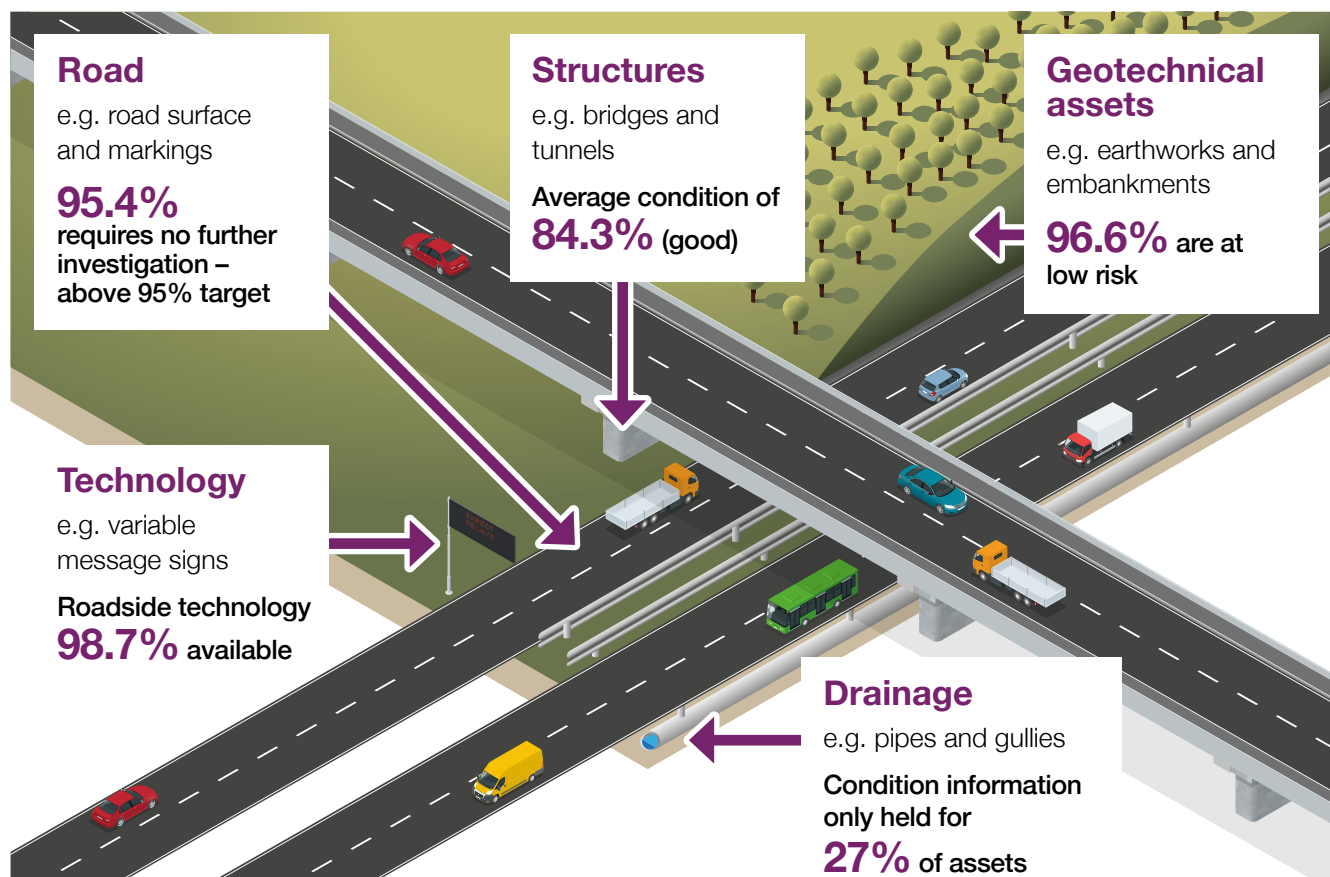 Road
e.g. road surface
and markings
95.4%
requires no further
investigation –
above 95% target
Structures
e.g. bridges and
tunnels
Average condition of
84.3% (good)
Geotechnical
assets
e.g. earthworks and
embankments
96.6% are at
low risk
Technology
e.g. variable
message signs
Roadside technology
98.7% available
EXPECT
DELAYS
Drainage
e.g. pipes and gullies
Condition information
only held for
27% of assets